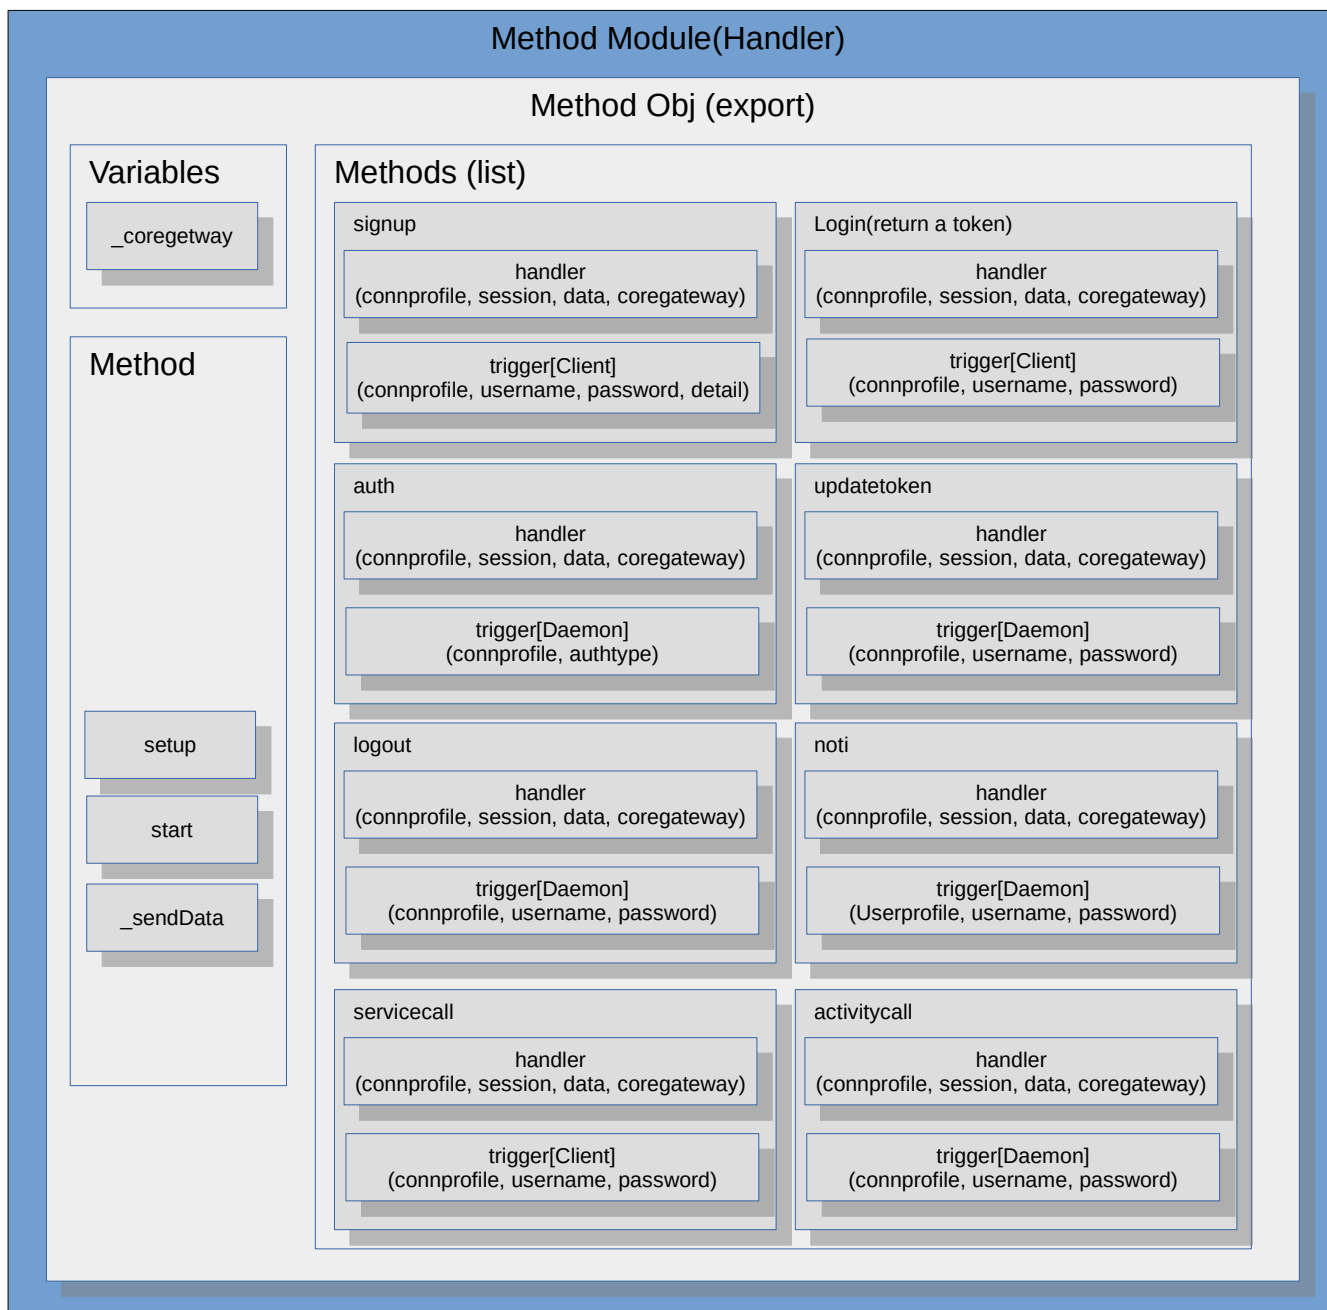 Method Module(Handler)
Method Obj (export)
Variables
_coregetway
Method
setup
start
_sendData
Methods (list)
signup
handler
(connprofile, session, data, coregateway)
trigger[Client]
(connprofile, username, password, detail)
Login(return a token)
handler
(connprofile, session, data, coregateway)
trigger[Client]
(connprofile, username, password)
auth
handler
(connprofile, session, data, coregateway)
trigger[Daemon]
(connprofile, authtype)
updatetoken
handler
(connprofile, session, data, coregateway)
trigger[Daemon]
(connprofile, username, password)
logout
handler
(connprofile, session, data, coregateway)
trigger[Daemon]
(connprofile, username, password)
noti
handler
(connprofile, session, data, coregateway)
trigger[Daemon]
(Userprofile, username, password)
servicecall
handler
(connprofile, session, data, coregateway)
trigger[Client]
(connprofile, username, password)
activitycall
handler
(connprofile, session, data, coregateway)
trigger[Daemon]
(connprofile, username, password)